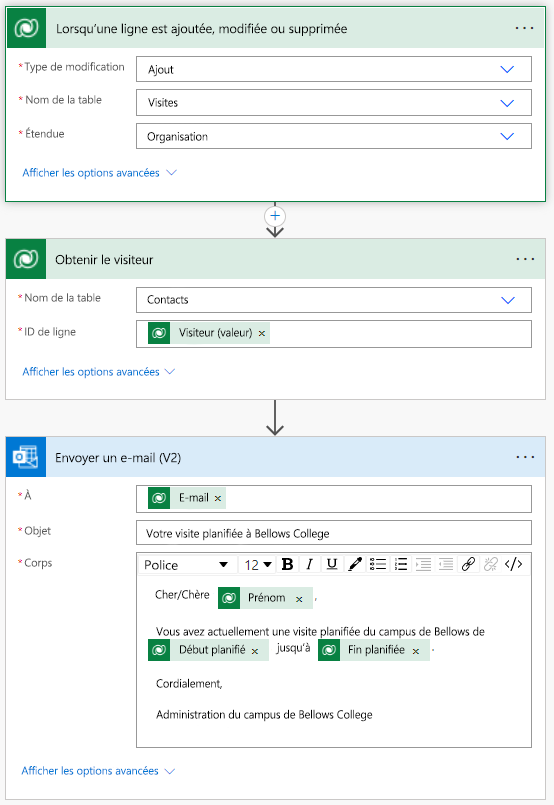 Lorsqu'une ligne est ajoutée, modifiée ou supprimée
*Type de modification
Ajout
*Nom de la table
Visites
*Étendue
Organisation
Afficher les options avancées
Obtenir le visiteur
*Nom de la table
Contacts
*ID de ligne
Visiteur (valeur) ×
Afficher les options avancées
Envoyer un e-mail (V2)
*À
E-mail ×
*Objet
Votre visite planifiée à Bellows College
*Corps
Police 12 B I U </>
Cher/Chère Prénom × ,
Vous avez actuellement une visite planifiée du campus de Bellows de
Début planifié × jusqu'à Fin planifiée × .
Cordialement,
Administration du campus de Bellows College
Afficher les options avancées